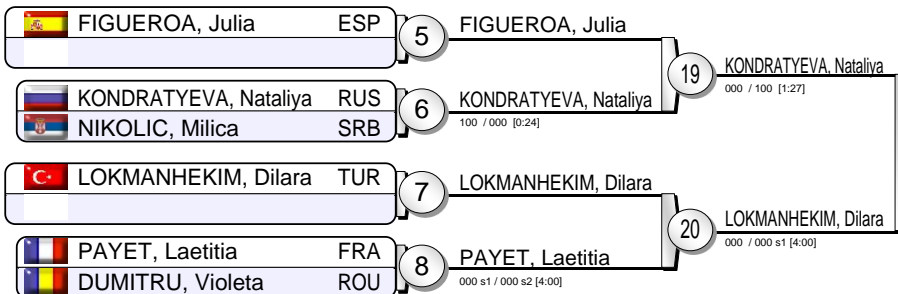 FIGUEROA, Julia ESP
5
FIGUEROA, Julia
19
KONDRATYEVA, Nataliya
000 / 100 [1:27]
KONDRATYEVA, Nataliya RUS
NIKOLIC, Milica SRB
6
KONDRATYEVA, Nataliya
100 / 000 [0:24]
LOKMANHEKIM, Dilara TUR
7
LOKMANHEKIM, Dilara
20
LOKMANHEKIM, Dilara
000 / 000 s1 [4:00]
PAYET, Laetitia FRA
DUMITRU, Violeta ROU
8
PAYET, Laetitia
000 s1 / 000 s2 [4:00]